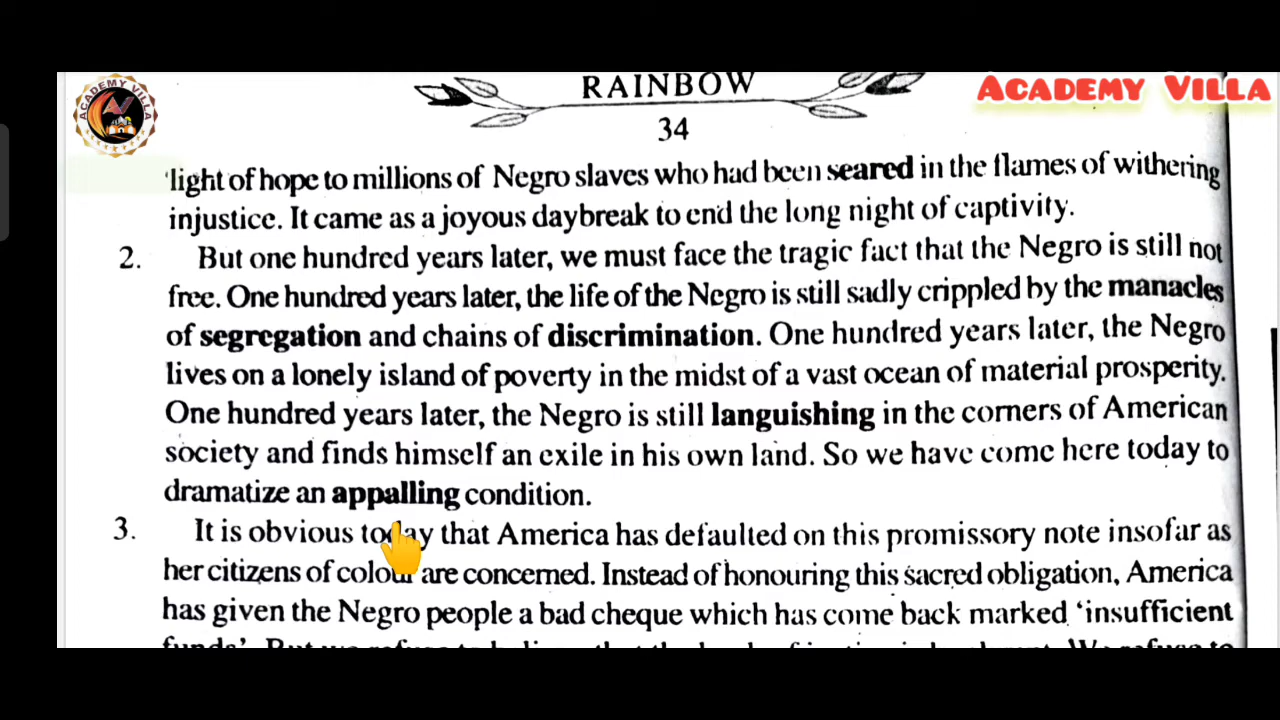 ACADEMY VILLA
RAINBOW
ACADEMY VILLA
34
'light of hope to millions of Negro slaves who had been seared in the flames of withering
injustice. It came as a joyous daybreak to end the long night of captivity.
2. But one hundred years later, we must face the tragic fact that the Negro is still not
free. One hundred years later, the life of the Negro is still sadly crippled by the manacles
of segregation and chains of discrimination. One hundred years later, the Negro
lives on a lonely island of poverty in the midst of a vast ocean of material prosperity.
One hundred years later, the Negro is still languishing in the corners of American
society and finds himself an exile in his own land. So we have come here today to
dramatize an appalling condition.
3. It is obvious today that America has defaulted on this promissory note insofar as
her citizens of colour are concerned. Instead of honouring this sacred obligation, America
has given the Negro people a bad cheque which has come back marked 'insufficient